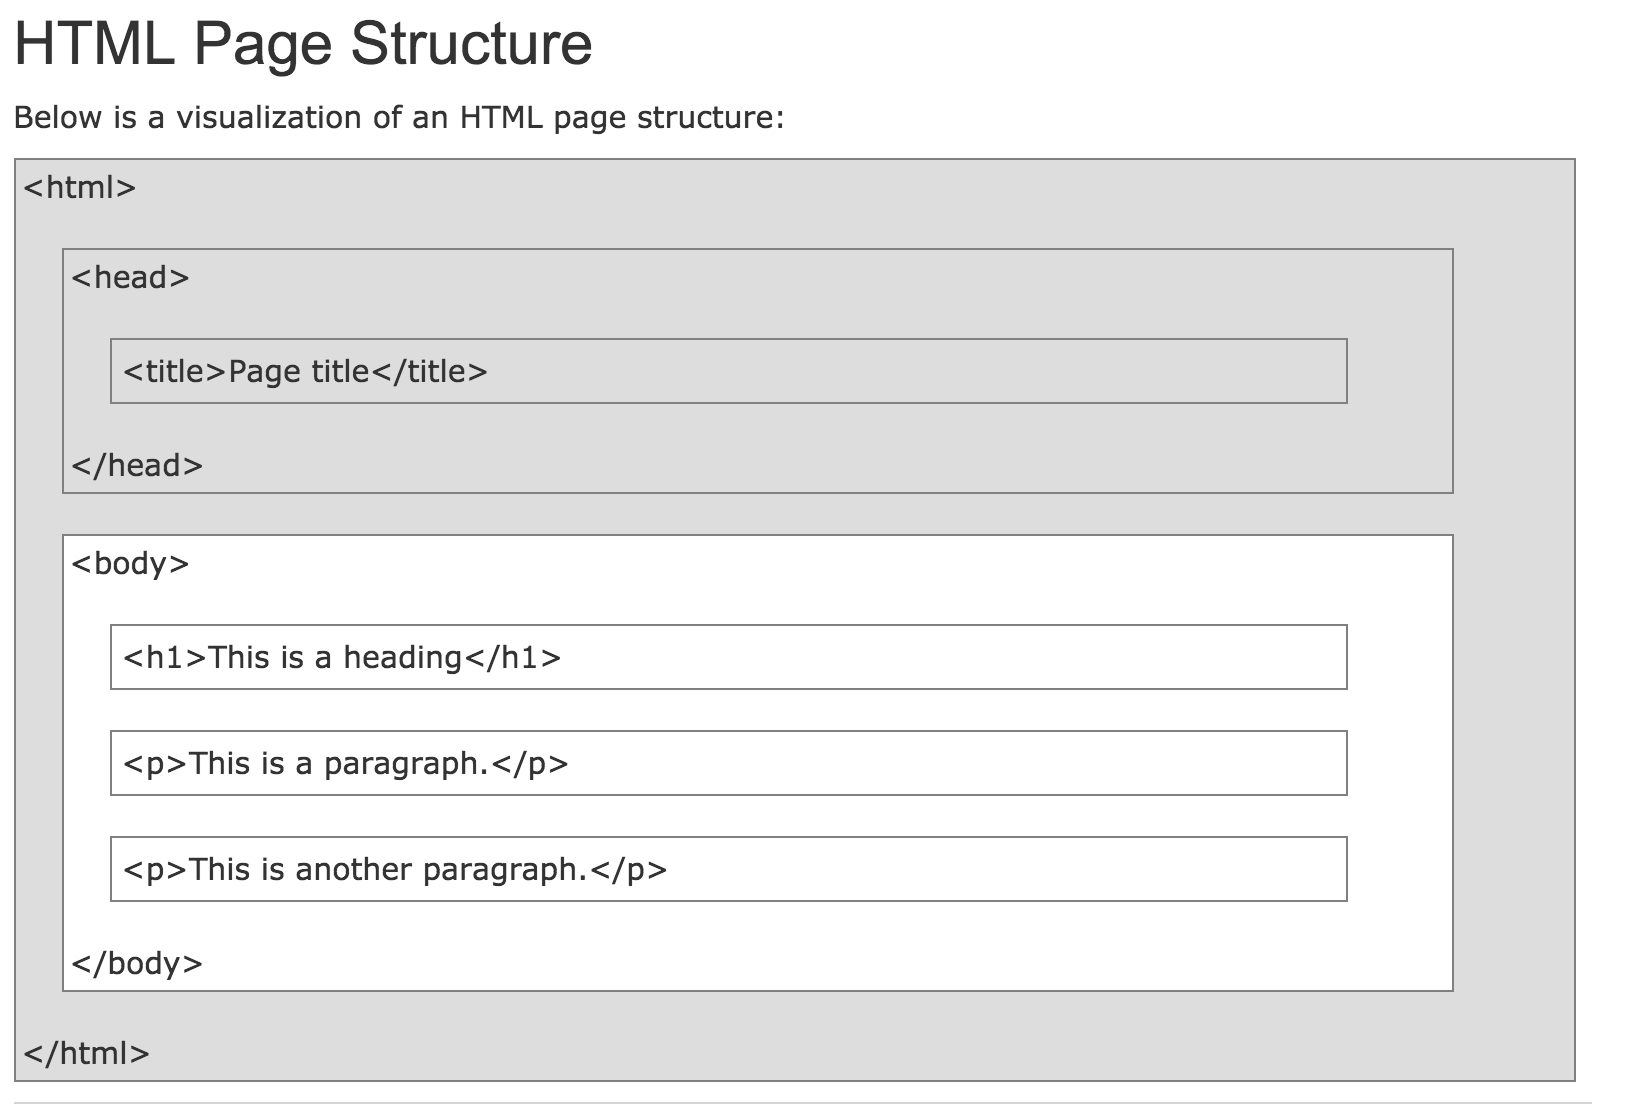 HTML Page Structure
Below is a visualization of an HTML page structure:
<html>
<head>
<title>Page title</title>
</head>
<body>
<h1>This is a heading</h1>
<p>This is a paragraph.</p>
<p>This is another paragraph.</p>
</body>
</html>